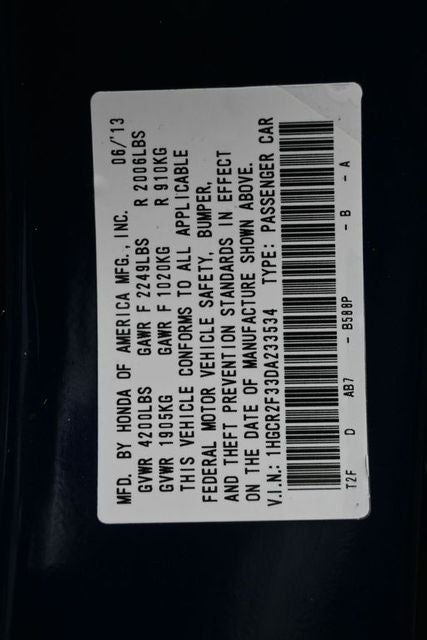 MFD. BY HONDA OF AMERICA MFG., INC. 06/'13
GVWR 4200LBS GAWR F 2249LBS R 2006LBS
GVWR 1905KG GAWR F 1020KG R 910KG
THIS VEHICLE CONFORMS TO ALL APPLICABLE
FEDERAL MOTOR VEHICLE SAFETY, BUMPER,
AND THEFT PREVENTION STANDARDS IN EFFECT
ON THE DATE OF MANUFACTURE SHOWN ABOVE.
V.I.N.: 1HGCR2F33DA233534 TYPE: PASSENGER CAR
T2F D AB7 - B588P - B - A